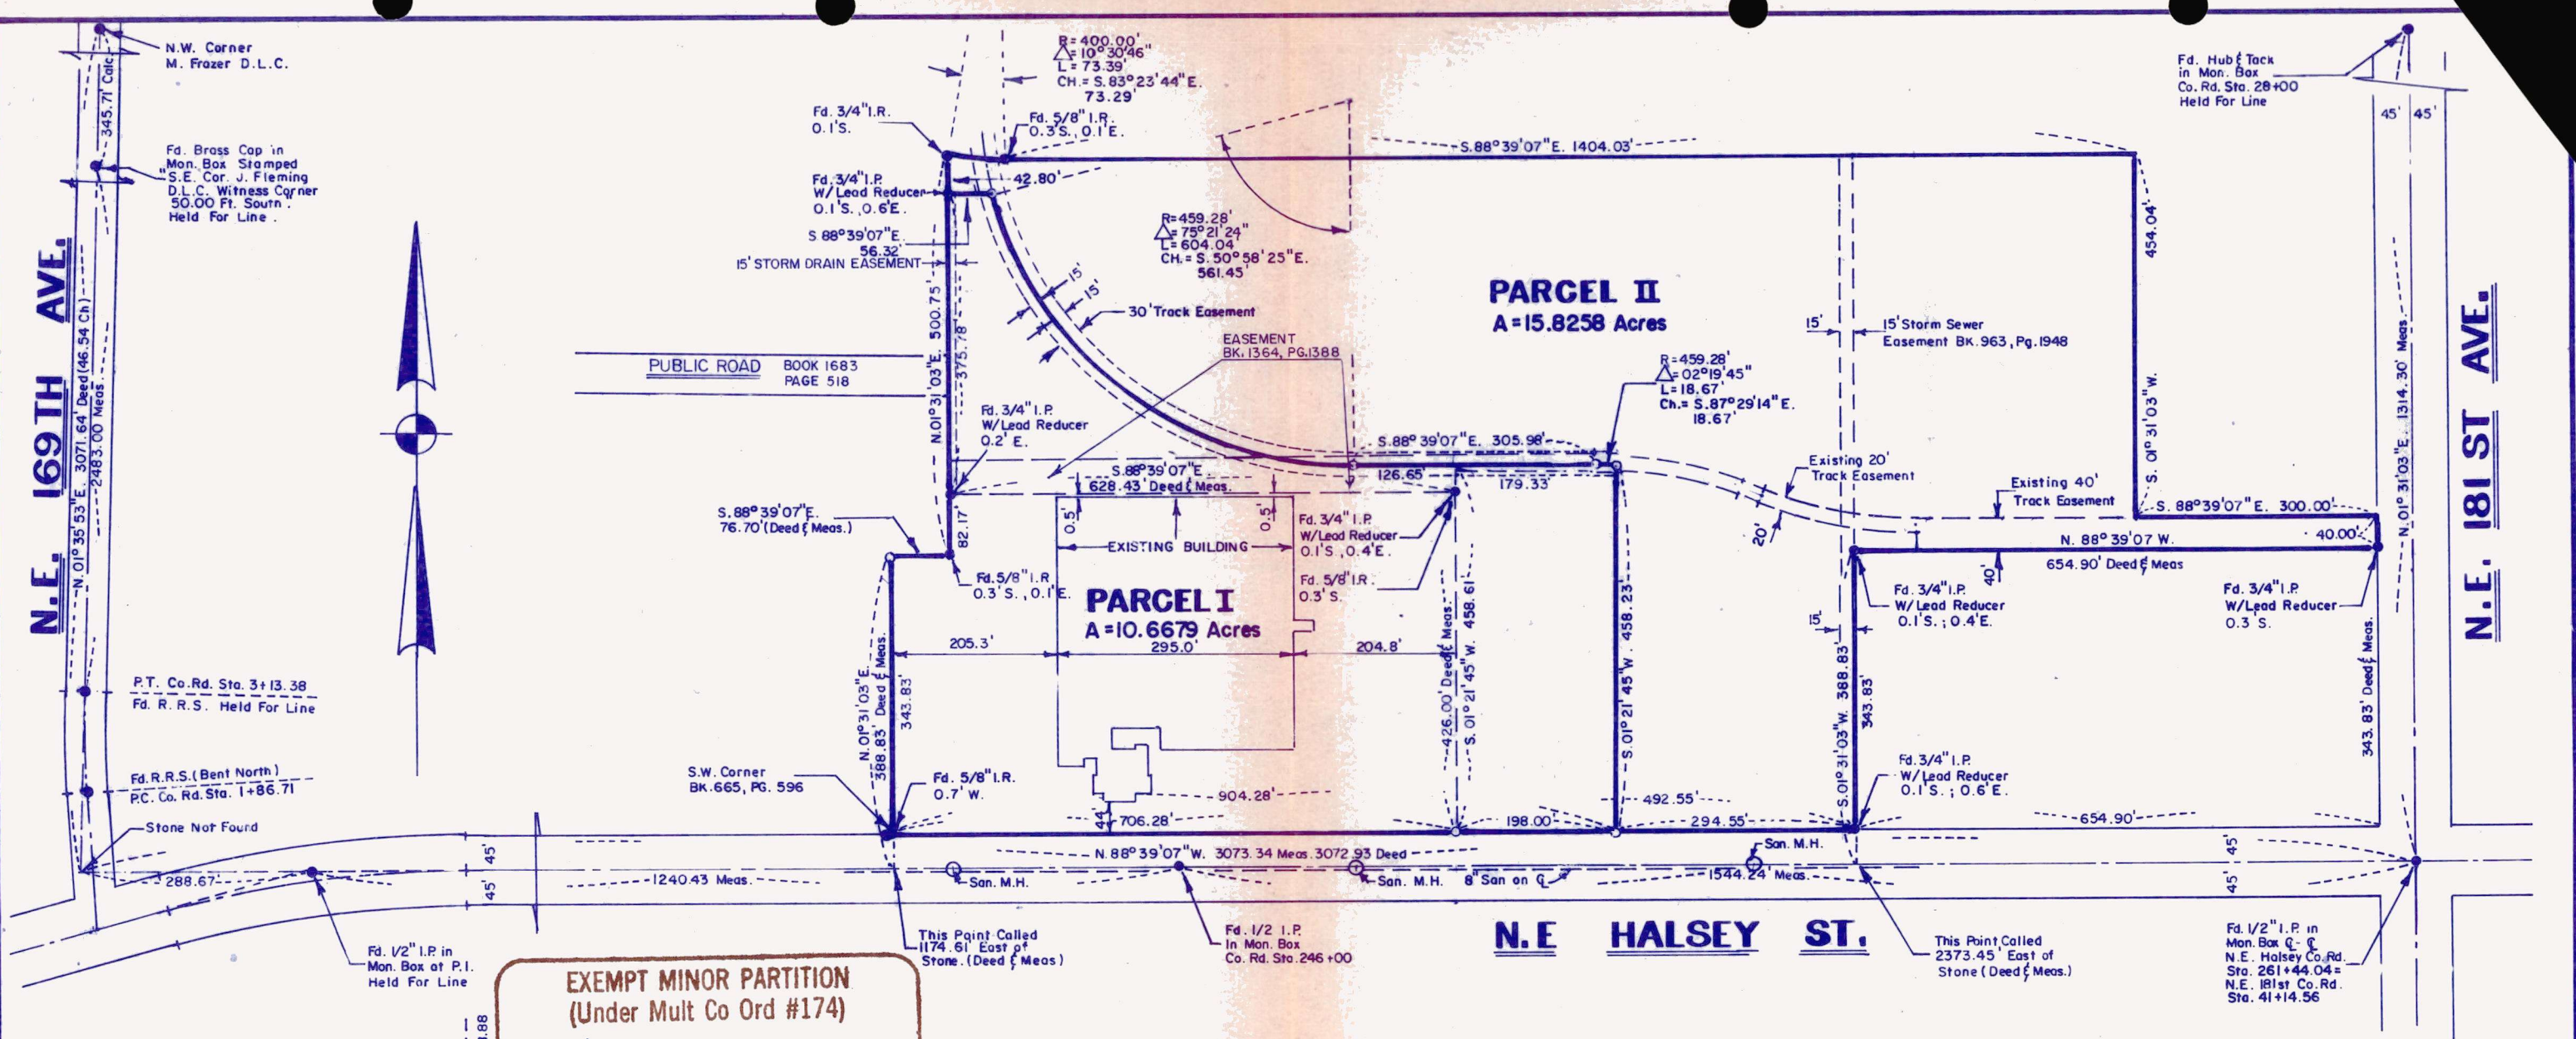 N.W. Corner
M. Frazer D.L.C.
345.71' Calc.
Fd. Brass Cap in
Mon. Box Stamped
"S.E. Cor. J. Fleming
D.L.C. Witness Corner
50.00 Ft. South".
Held For Line.
N.E. 169TH AVE.
N.01°35'53"E. 3071.64' Deed (46.54 Ch)
2483.00 Meas.
P.T. Co.Rd. Sta. 3+13.38
Fd. R.R.S. Held For Line
Fd. R.R.S. (Bent North)
P.C. Co. Rd. Sta. 1+86.71
Stone Not Found
288.67'
Fd. 1/2" I.P. in
Mon. Box at P.I.
Held For Line
45'
45'
1240.43 Meas.
R=400.00'
△=10°30'46"
L=73.39'
CH.=S.83°23'44"E.
73.29'
Fd. 3/4" I.R.
0.1'S.
Fd. 5/8" I.R.
0.3'S., 0.1'E.
S.88°39'07"E. 1404.03'
42.80'
Fd. 3/4" I.P.
W/Lead Reducer
0.1'S., 0.6'E.
S 88°39'07"E.
56.32'
15' STORM DRAIN EASEMENT
R=459.28'
△=75°21'24"
L=604.04'
CH.=S.50°58'25"E.
561.45'
15'
15'
30' Track Easement
N.01°31'03"E. 500.75'
375.78'
EASEMENT
BK. 1364, PG. 1388
PUBLIC ROAD BOOK 1683
PAGE 518
PARCEL II
A=15.8258 Acres
15'
15' Storm Sewer
Easement BK. 963, Pg. 1948
R=459.28'
△=02°19'45"
L=18.67'
Ch.=S.87°29'14"E.
18.67'
Fd. 3/4" I.P.
W/Lead Reducer
0.2' E.
S.88°39'07"E. 305.98'
126.65'
179.33'
S.88°39'07"E.
628.43' Deed & Meas.
Existing 20'
Track Easement
20'
Existing 40'
Track Easement
S. 88°39'07"E. 300.00'
40.00'
N. 88°39'07 W.
654.90' Deed & Meas
40'
454.04'
S. 01°31'03"W.
S.88°39'07"E.
76.70' (Deed & Meas.)
82.17'
0.5'
0.5'
EXISTING BUILDING
Fd. 5/8" I.R.
0.3'S., 0.1'E.
Fd. 3/4" I.P.
W/Lead Reducer
0.1'S., 0.4'E.
Fd. 5/8" I.R.
0.3'S.
PARCEL I
A=10.6679 Acres
205.3'
295.0'
204.8'
N.01°31'03"E.
388.83' Deed & Meas.
343.83'
426.00' Deed & Meas.
S. 01°21'45"W. 458.61'
S.01°21'45"W. 458.23'
15'
S.01°31'03"W. 388.83'
343.83'
Fd. 3/4" I.P.
W/Lead Reducer
0.1'S.; 0.4'E.
Fd. 3/4" I.P.
W/Lead Reducer
0.3'S.
343.83' Deed & Meas.
Fd. 3/4" I.P.
W/Lead Reducer
0.1'S.; 0.6'E.
S.W. Corner
BK. 665, PG. 596
Fd. 5/8" I.R.
0.7' W.
44'
904.28'
706.28'
198.00'
492.55'
294.55'
654.90'
N.88°39'07"W. 3073.34 Meas. 3072.93 Deed
San. M.H.
San. M.H.
8" San on ℄
San. M.H.
1544.24' Meas.
45'
45'
N.E HALSEY ST.
This Point Called
1174.61' East of
Stone. (Deed & Meas)
Fd. 1/2 I.P.
In Mon. Box
Co. Rd. Sta. 246+00
This Point Called
2373.45' East of
Stone (Deed & Meas.)
Fd. 1/2" I.P. in
Mon. Box ℄-℄
N.E. Halsey Co. Rd.
Sta. 261+44.04=
N.E. 181st Co. Rd.
Sta. 41+14.56
Fd. Hub & Tack
in Mon. Box
Co. Rd. Sta. 28+00
Held For Line
45'
45'
N.01°31'03"E. 1314.30' Meas.
N.E. 181 ST AVE.
EXEMPT MINOR PARTITION
(Under Mult Co Ord #174)